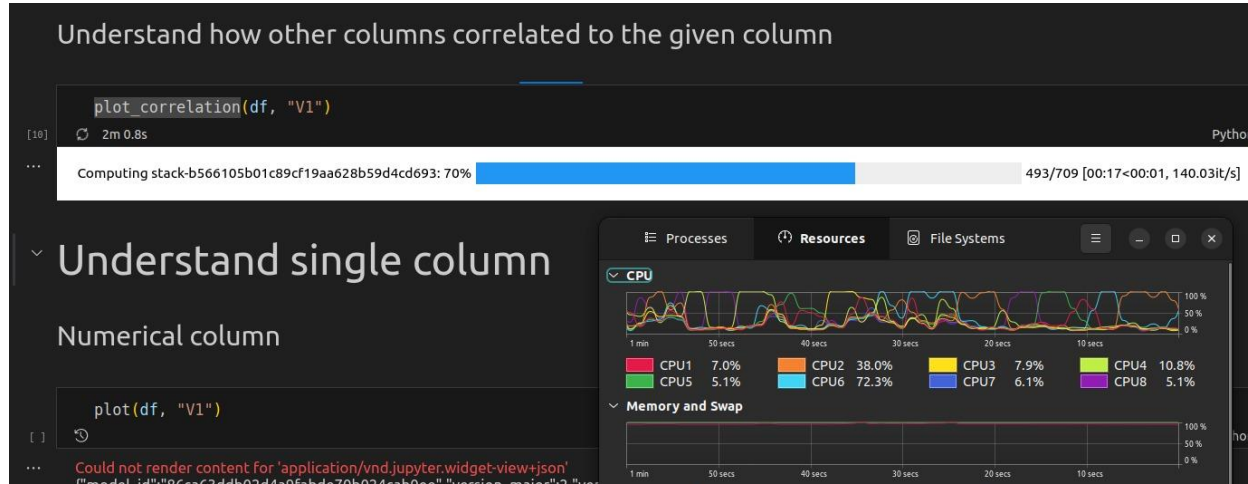 Understand how other columns correlated to the given column
plot_correlation(df, "V1")
[10] 2m 0.8s
... Computing stack-b566105b01c89cf19aa628b59d4cd693: 70% 493/709 [00:17<00:01, 140.03it/s]
Understand single column
Numerical column
plot(df, "V1")
[ ]
... Could not render content for 'application/vnd.jupyter.widget-view+json'
Processes Resources File Systems
CPU
100 %
50 %
0 %
1 min 50 secs 40 secs 30 secs 20 secs 10 secs
CPU1 7.0% CPU2 38.0% CPU3 7.9% CPU4 10.8%
CPU5 5.1% CPU6 72.3% CPU7 6.1% CPU8 5.1%
Memory and Swap
100 %
50 %
0 %
1 min 50 secs 40 secs 30 secs 20 secs 10 secs